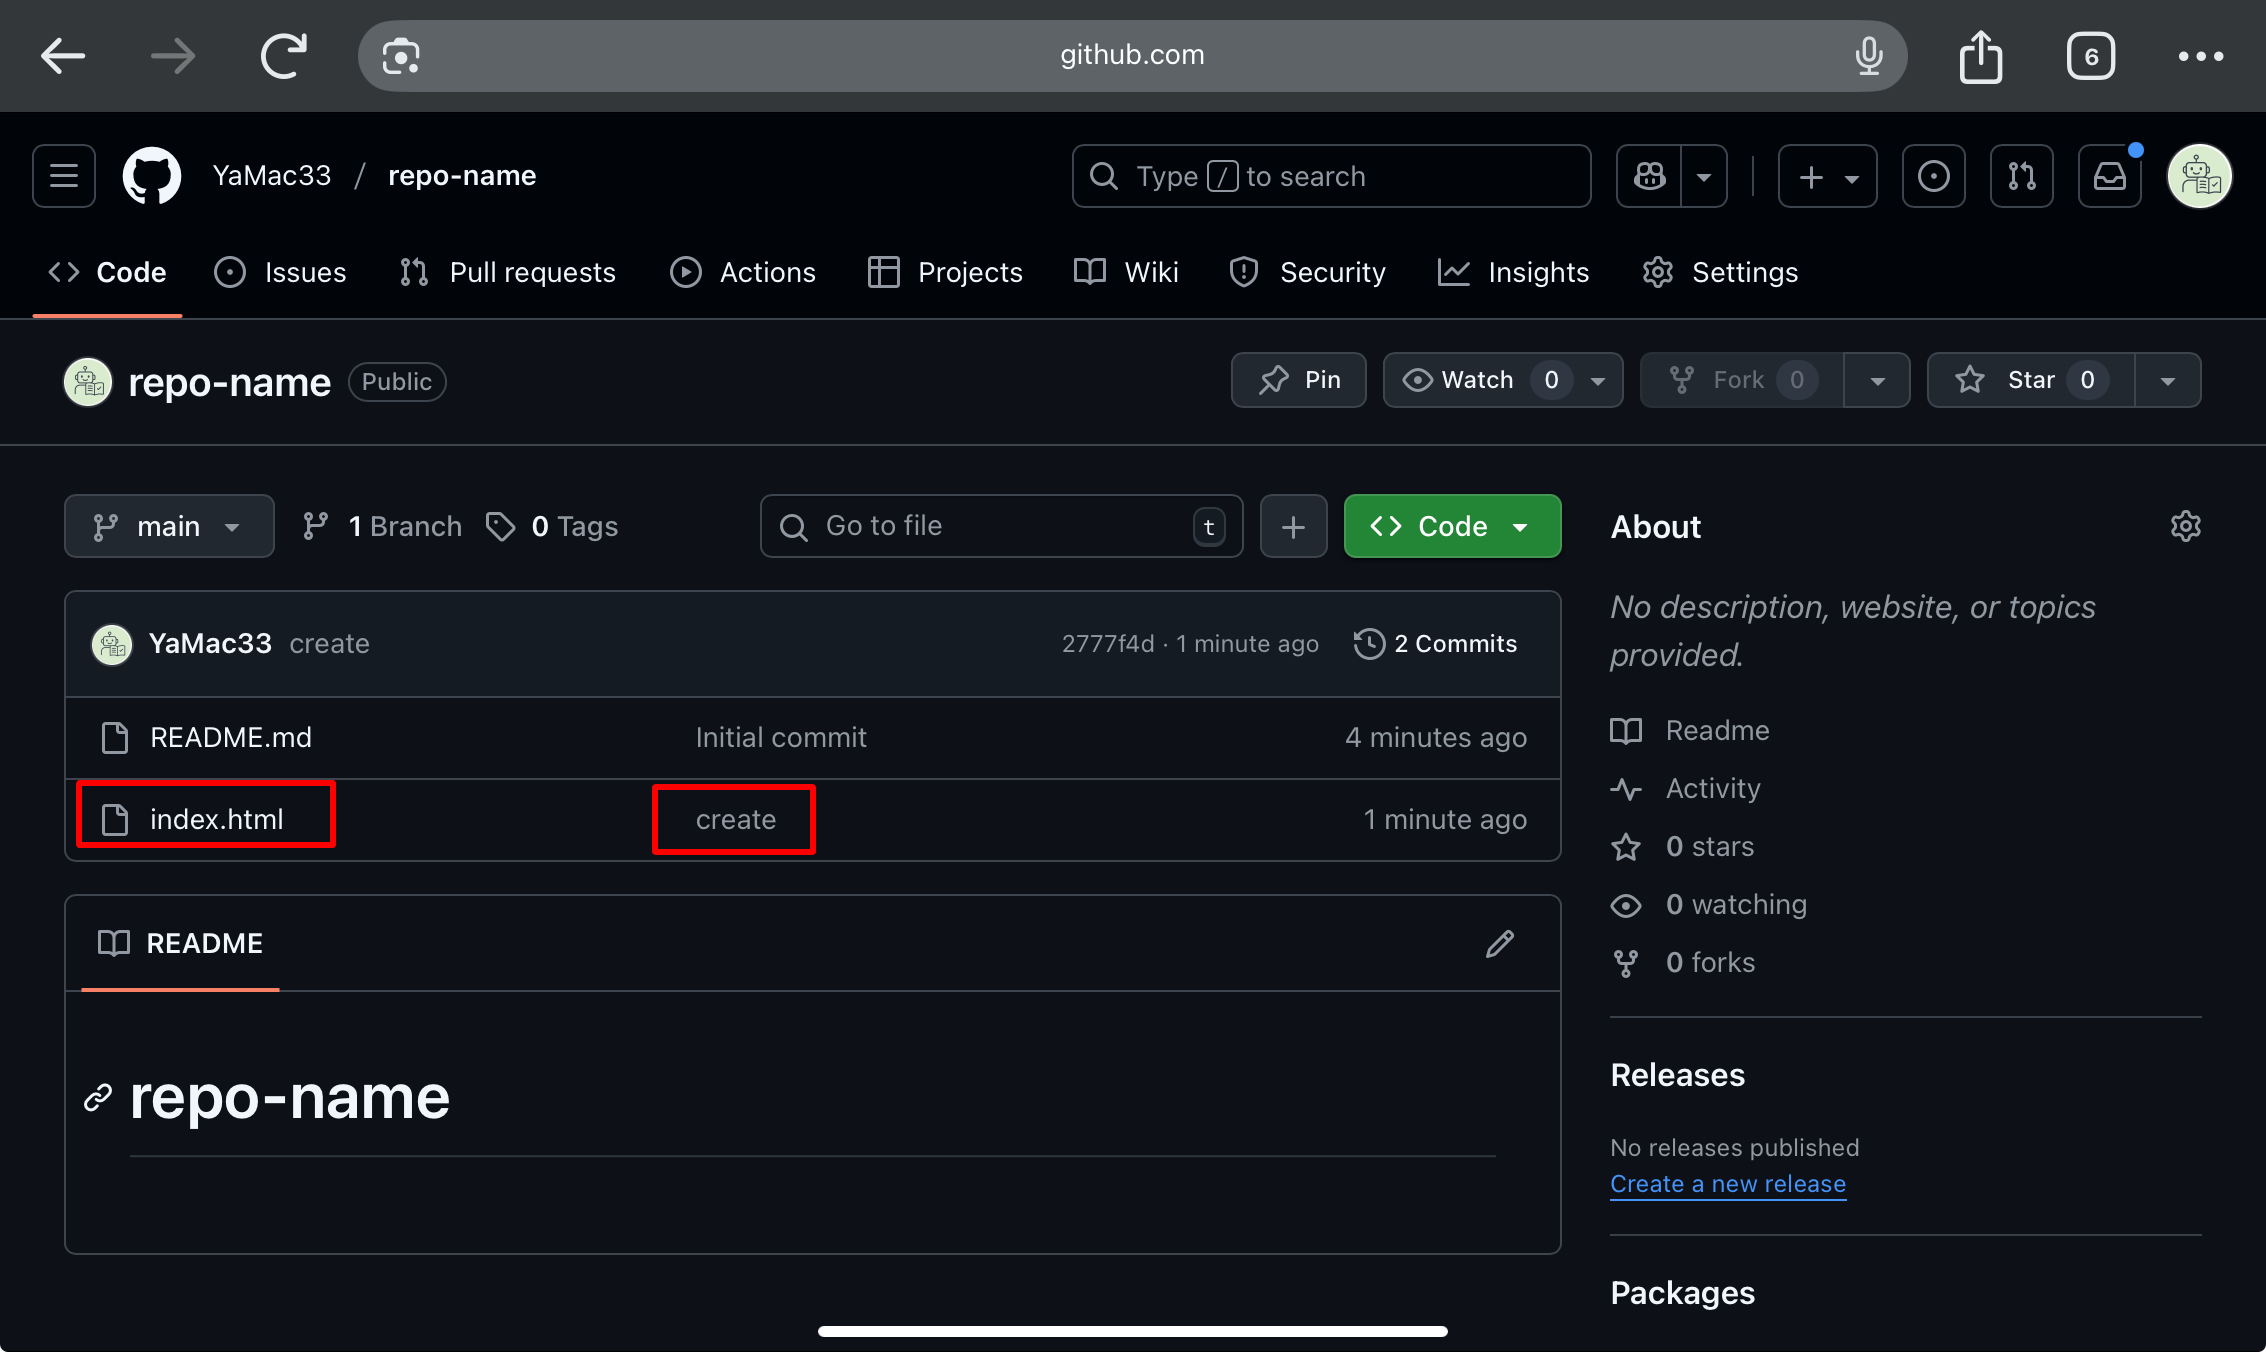 github.com
6
YaMac33 / repo-name
Type / to search
Code
Issues
Pull requests
Actions
Projects
Wiki
Security
Insights
Settings
repo-name Public
Pin
Watch 0
Fork 0
Star 0
main
1 Branch
0 Tags
Go to file t
Code
YaMac33 create
2777f4d · 1 minute ago
2 Commits
README.md Initial commit 4 minutes ago
index.html create 1 minute ago
README
repo-name
About
No description, website, or topics
provided.
Readme
Activity
0 stars
0 watching
0 forks
Releases
No releases published
Create a new release
Packages